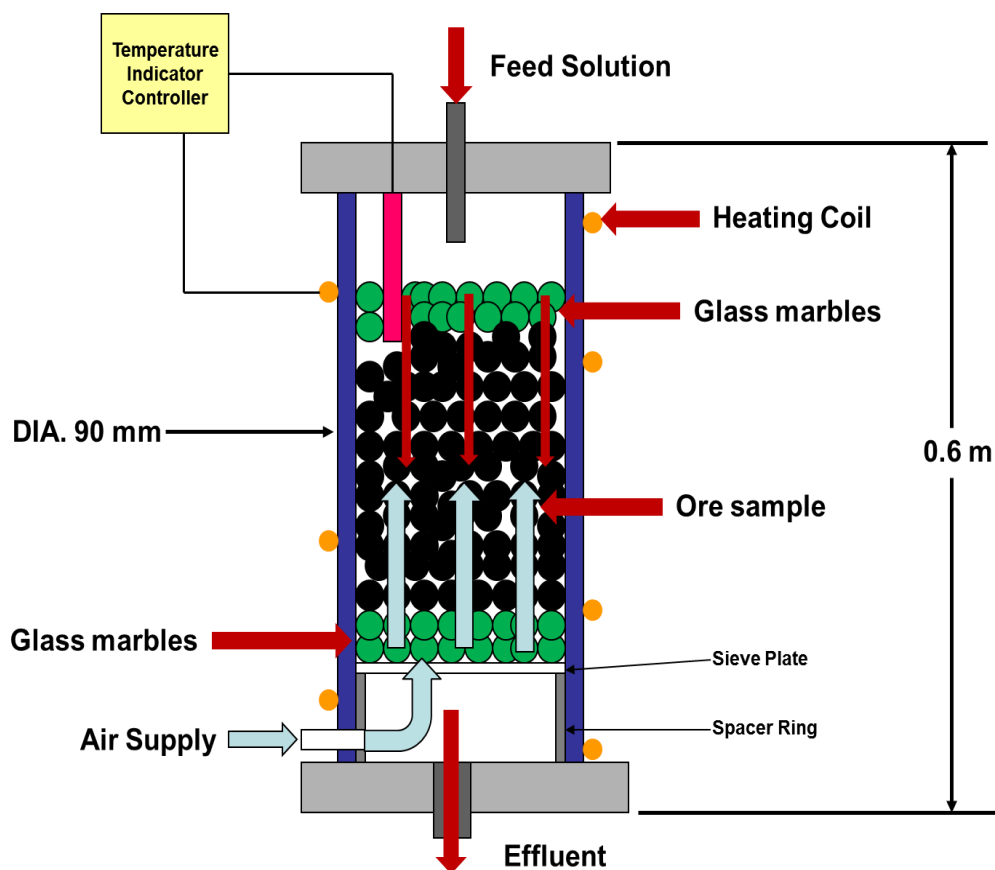 Temperature
Indicator
Controller
Feed Solution
Heating Coil
Glass marbles
DIA. 90 mm
0.6 m
Ore sample
Glass marbles
Sieve Plate
Spacer Ring
Air Supply
Effluent